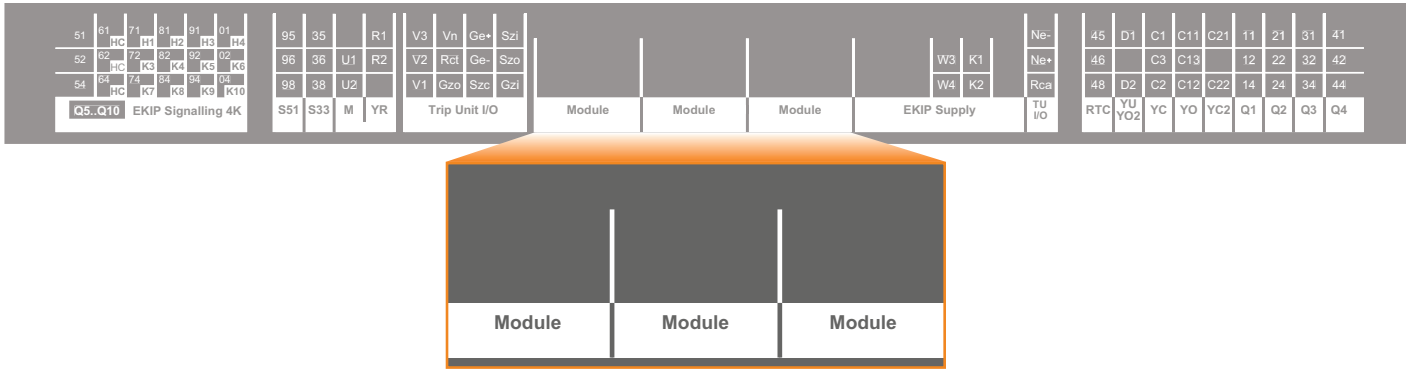 51 61 HC 71 H1 81 H2 91 H3 01 H4 95 35 R1 V3 Vn Ge+ Szi Ne- 45 D1 C1 C11 C21 11 21 31 41
52 62 HC 72 K3 82 K4 92 K5 02 K6 96 36 U1 R2 V2 Rct Ge- Szo W3 K1 Ne+ 46 C3 C13 12 22 32 42
54 64 HC 74 K7 84 K8 94 K9 04 K10 98 38 U2 V1 Gzo Szc Gzi W4 K2 Rca 48 D2 C2 C12 C22 14 24 34 44
Q5..Q10 EKIP Signalling 4K S51 S33 M YR Trip Unit I/O Module Module Module EKIP Supply TU I/O RTC YU YO2 YC YO YC2 Q1 Q2 Q3 Q4
Module Module Module